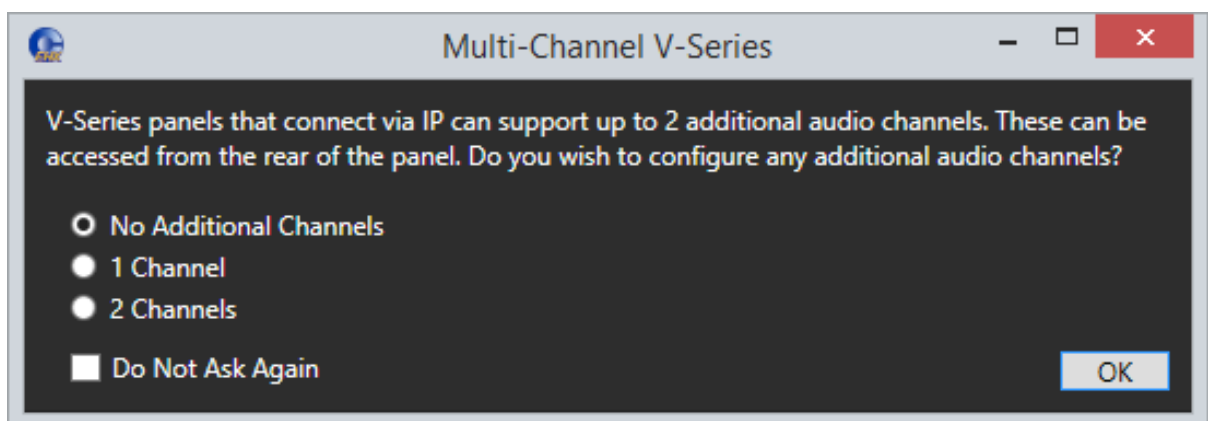 Multi-Channel V-Series
V-Series panels that connect via IP can support up to 2 additional audio channels. These can be
accessed from the rear of the panel. Do you wish to configure any additional audio channels?
No Additional Channels
1 Channel
2 Channels
Do Not Ask Again
OK